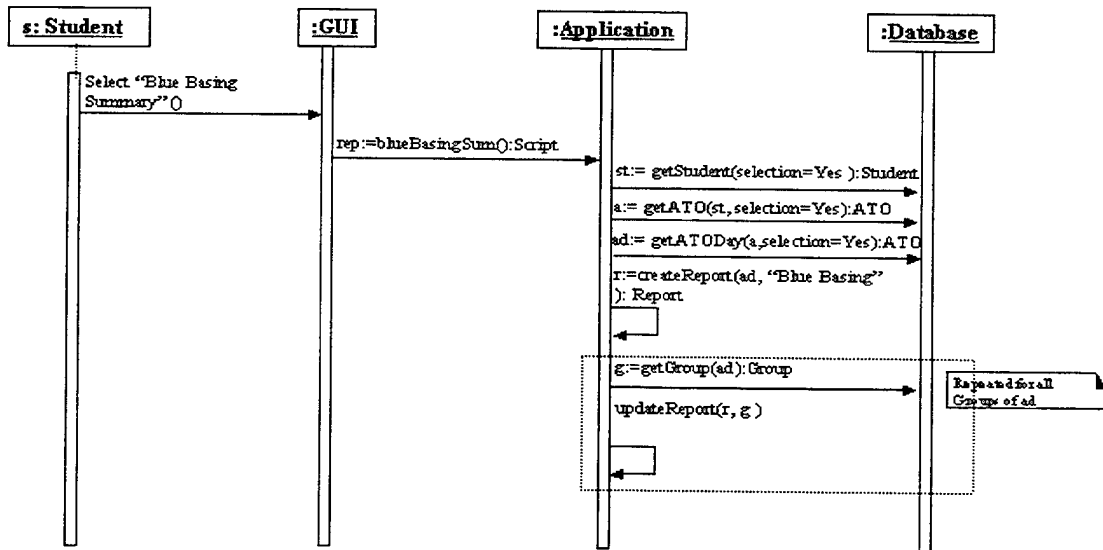 s: Student
:GUI
:Application
:Database
Select “Blue Basing
Summary”()
rep:=blueBasingSum():Script
st:= getStudent(selection=Yes ):Student
a:= getATO(st, selection=Yes):ATO
ad:= getATODay(a,selection=Yes):ATO
r:=createReport(ad, “Blue Basing”
): Report
g:=getGroup(ad):Group
Repeated for all
Groups of ad
updateReport(r, g )